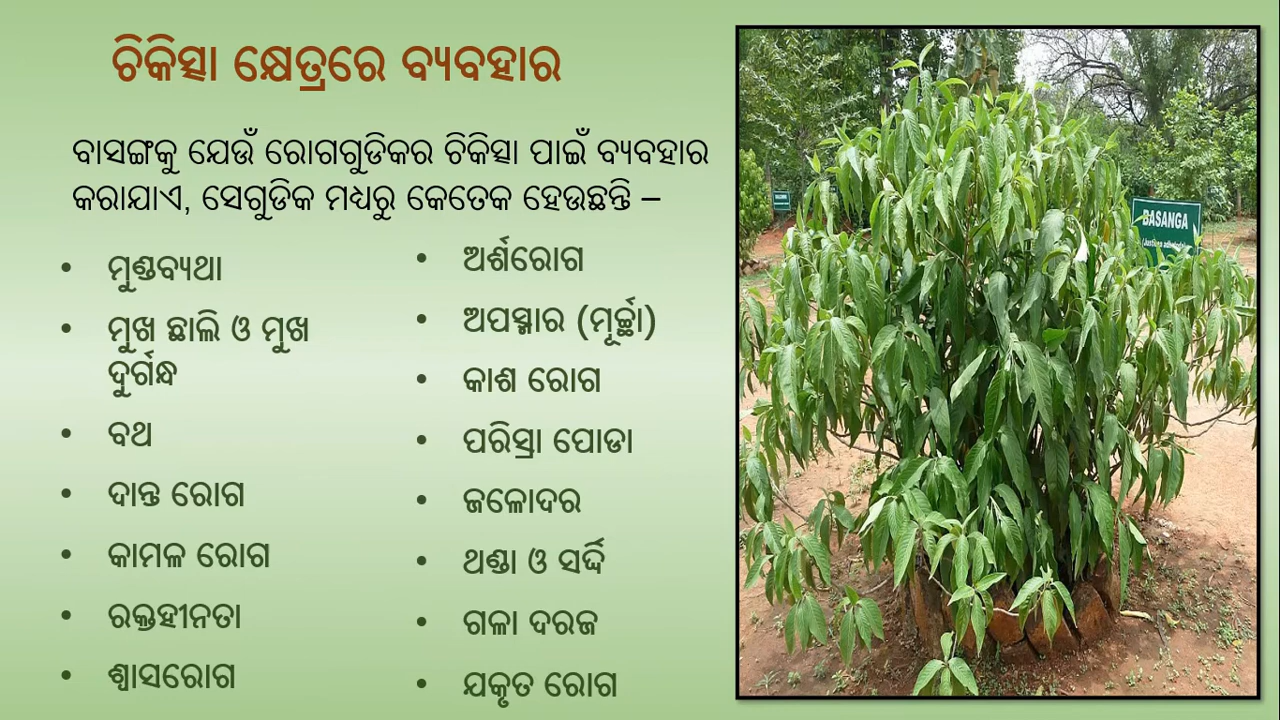 ଚିକିତ୍ସା କ୍ଷେତ୍ରରେ ବ୍ୟବହାର
ବାସଙ୍ଗକୁ ଯେଉଁ ରୋଗଗୁଡିକର ଚିକିତ୍ସା ପାଇଁ ବ୍ୟବହାର
କରାଯାଏ, ସେଗୁଡିକ ମଧ୍ୟରୁ କେତେକ ହେଉଛନ୍ତି –
• ମୁଣ୍ଡବ୍ୟଥା
• ମୁଖ ଛାଲି ଓ ମୁଖ
ଦୁର୍ଗନ୍ଧ
• ବଥ
• ଦାନ୍ତ ରୋଗ
• କାମଳ ରୋଗ
• ରକ୍ତହୀନତା
• ଶ୍ଵାସରୋଗ
• ଅର୍ଶରୋଗ
• ଅପସ୍ମାର (ମୂର୍ଚ୍ଛା)
• କାଶ ରୋଗ
• ପରିସ୍ରା ପୋଡା
• ଜଳୋଦର
• ଥଣ୍ଡା ଓ ସର୍ଦ୍ଦି
• ଗଳା ଦରଜ
• ଯକୃତ ରୋଗ
BASANGA